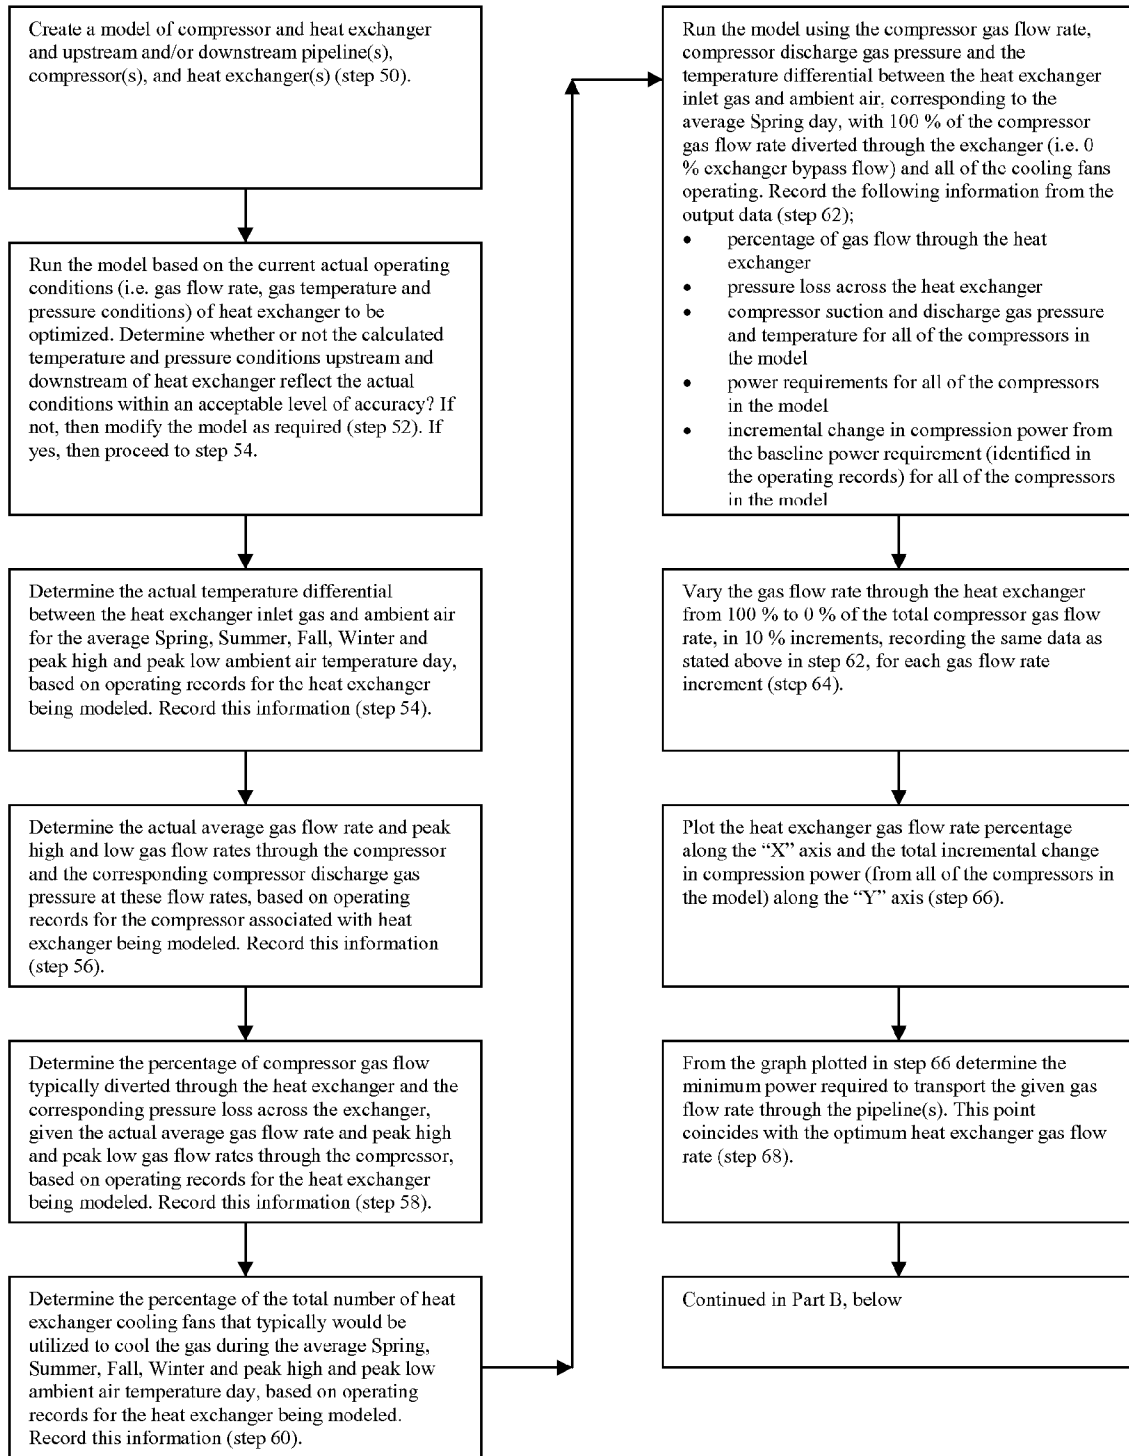 Create a model of compressor and heat exchanger
and upstream and/or downstream pipeline(s),
compressor(s), and heat exchanger(s) (step 50).
Run the model based on the current actual operating
conditions (i.e. gas flow rate, gas temperature and
pressure conditions) of heat exchanger to be
optimized. Determine whether or not the calculated
temperature and pressure conditions upstream and
downstream of heat exchanger reflect the actual
conditions within an acceptable level of accuracy? If
not, then modify the model as required (step 52). If
yes, then proceed to step 54.
Determine the actual temperature differential
between the heat exchanger inlet gas and ambient air
for the average Spring, Summer, Fall, Winter and
peak high and peak low ambient air temperature day,
based on operating records for the heat exchanger
being modeled. Record this information (step 54).
Determine the actual average gas flow rate and peak
high and low gas flow rates through the compressor
and the corresponding compressor discharge gas
pressure at these flow rates, based on operating
records for the compressor associated with heat
exchanger being modeled. Record this information
(step 56).
Determine the percentage of compressor gas flow
typically diverted through the heat exchanger and the
corresponding pressure loss across the exchanger,
given the actual average gas flow rate and peak high
and peak low gas flow rates through the compressor,
based on operating records for the heat exchanger
being modeled. Record this information (step 58).
Determine the percentage of the total number of heat
exchanger cooling fans that typically would be
utilized to cool the gas during the average Spring,
Summer, Fall, Winter and peak high and peak low
ambient air temperature day, based on operating
records for the heat exchanger being modeled.
Record this information (step 60).
Run the model using the compressor gas flow rate,
compressor discharge gas pressure and the
temperature differential between the heat exchanger
inlet gas and ambient air, corresponding to the
average Spring day, with 100 % of the compressor
gas flow rate diverted through the exchanger (i.e. 0
% exchanger bypass flow) and all of the cooling fans
operating. Record the following information from the
output data (step 62);
• percentage of gas flow through the heat
exchanger
• pressure loss across the heat exchanger
• compressor suction and discharge gas pressure
and temperature for all of the compressors in
the model
• power requirements for all of the compressors
in the model
• incremental change in compression power from
the baseline power requirement (identified in
the operating records) for all of the compressors
in the model
Vary the gas flow rate through the heat exchanger
from 100 % to 0 % of the total compressor gas flow
rate, in 10 % increments, recording the same data as
stated above in step 62, for each gas flow rate
increment (step 64).
Plot the heat exchanger gas flow rate percentage
along the “X” axis and the total incremental change
in compression power (from all of the compressors in
the model) along the “Y” axis (step 66).
From the graph plotted in step 66 determine the
minimum power required to transport the given gas
flow rate through the pipeline(s). This point
coincides with the optimum heat exchanger gas flow
rate (step 68).
Continued in Part B, below